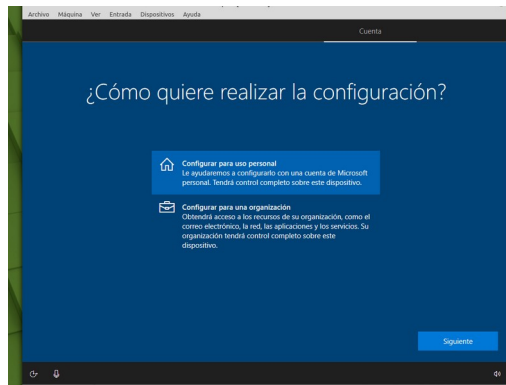 Archivo Máquina Ver Entrada Dispositivos Ayuda
Cuenta
¿Cómo quiere realizar la configuración?
Configurar para uso personal
Le ayudaremos a configurarlo con una cuenta de Microsoft
personal. Tendrá control completo sobre este dispositivo.
Configurar para una organización
Obtendrá acceso a los recursos de su organización, como el
correo electrónico, la red, las aplicaciones y los servicios. Su
organización tendrá control completo sobre este
dispositivo.
Siguiente